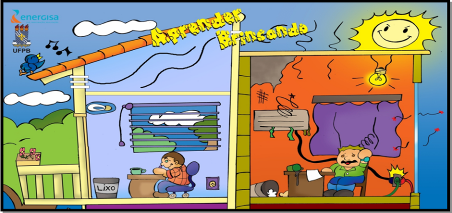 energisa
UFPB
Aprender
Brincando
LIXO